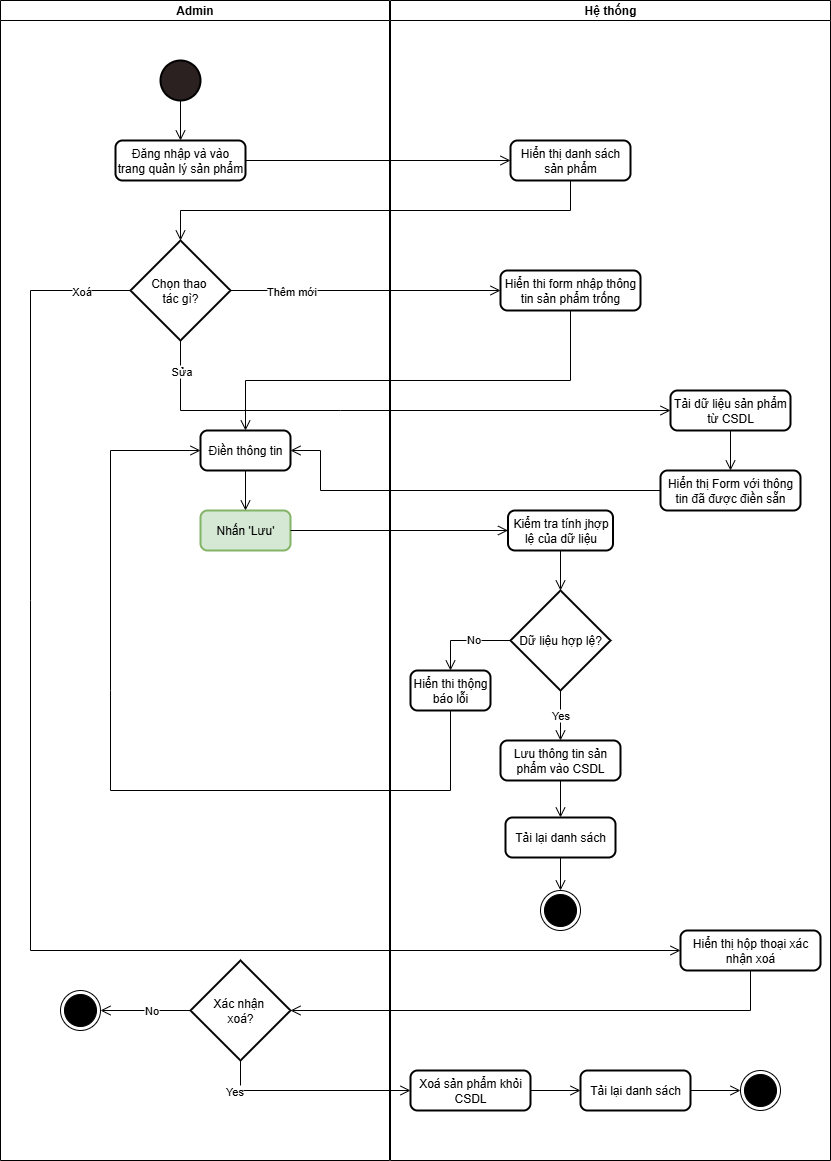 Admin
Hệ thống
Đăng nhập và vào
trang quản lý sản phẩm
Hiển thị danh sách
sản phẩm
Chọn thao
tác gì?
Xoá
Thêm mới
Hiển thi form nhập thông
tin sản phẩm trống
Sửa
Tải dữ liệu sản phẩm
từ CSDL
Điền thông tin
Hiển thị Form với thông
tin đã được điền sẵn
Nhấn 'Lưu'
Kiểm tra tính jhợp
lệ của dữ liệu
Dữ liệu hợp lệ?
No
Hiển thi thộng
báo lỗi
Yes
Lưu thông tin sản
phẩm vào CSDL
Tải lại danh sách
Hiển thị hộp thoại xác
nhận xoá
Xác nhận
xoá?
No
Yes
Xoá sản phẩm khỏi
CSDL
Tải lại danh sách